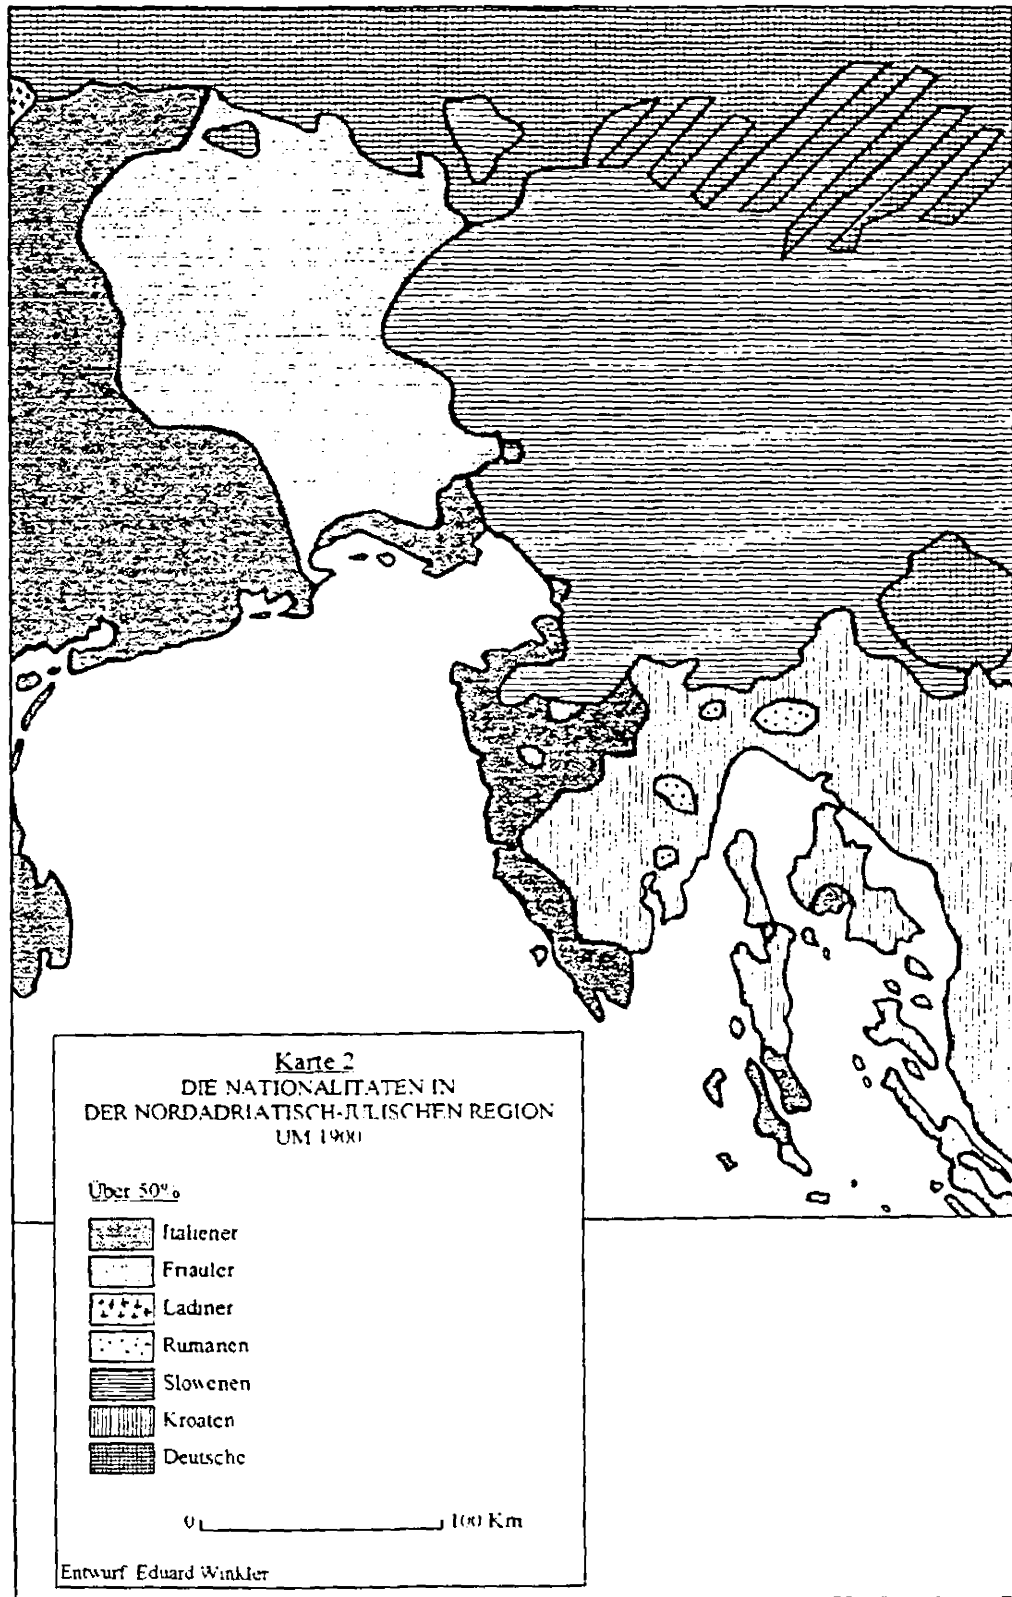 Karte 2
DIE NATIONALITATEN IN
DER NORDADRIATISCH-JULISCHEN REGION
UM 1900
Über 50%
Italiener
Friauler
Ladiner
Rumanen
Slowenen
Kroaten
Deutsche
0 100 Km
Entwurf Eduard Winkler